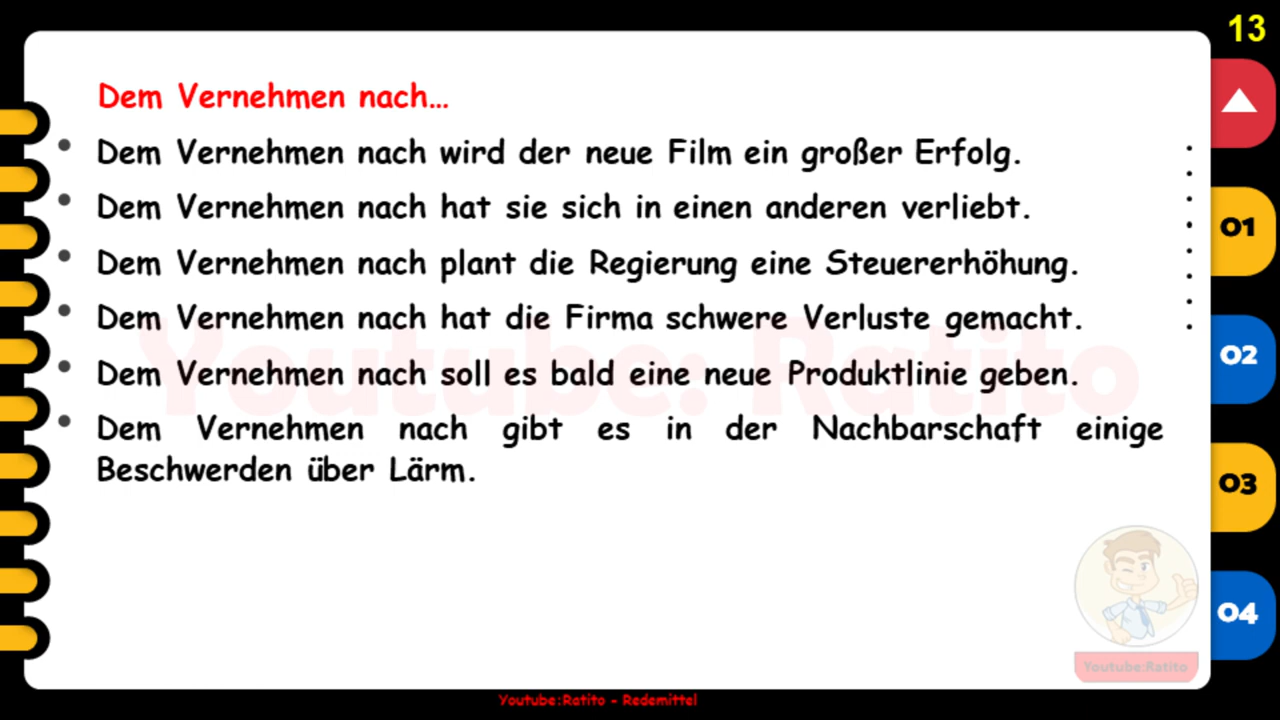 13
Dem Vernehmen nach...
• Dem Vernehmen nach wird der neue Film ein großer Erfolg.
• Dem Vernehmen nach hat sie sich in einen anderen verliebt.
• Dem Vernehmen nach plant die Regierung eine Steuererhöhung.
• Dem Vernehmen nach hat die Firma schwere Verluste gemacht.
• Dem Vernehmen nach soll es bald eine neue Produktlinie geben.
• Dem Vernehmen nach gibt es in der Nachbarschaft einige
Beschwerden über Lärm.
Youtube: Ratito
01
02
03
04
Youtube:Ratito
Youtube:Ratito - Redemittel